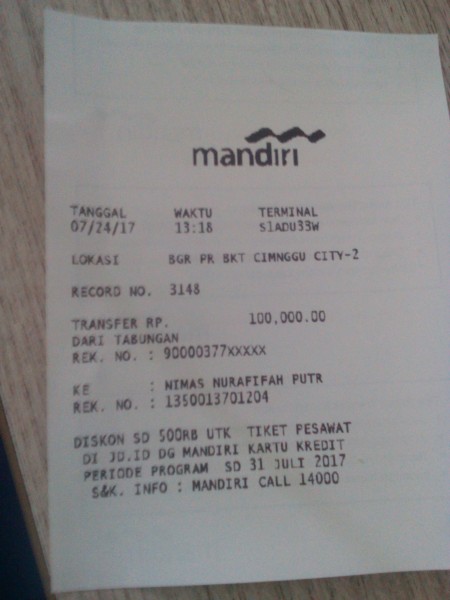 mandiri
TANGGAL WAKTU TERMINAL
07/24/17 13:18 S1ADU33W
LOKASI BGR PR BKT CIMNGGU CITY-2
RECORD NO. 3148
TRANSFER RP. 100,000.00
DARI TABUNGAN
REK. NO. : 90000377XXXXX
KE : NIMAS NURAFIFAH PUTR
REK. NO. : 1350013701204
DISKON SD 500RB UTK TIKET PESAWAT
DI JD.ID DG MANDIRI KARTU KREDIT
PERIODE PROGRAM SD 31 JULI 2017
S&K. INFO : MANDIRI CALL 14000